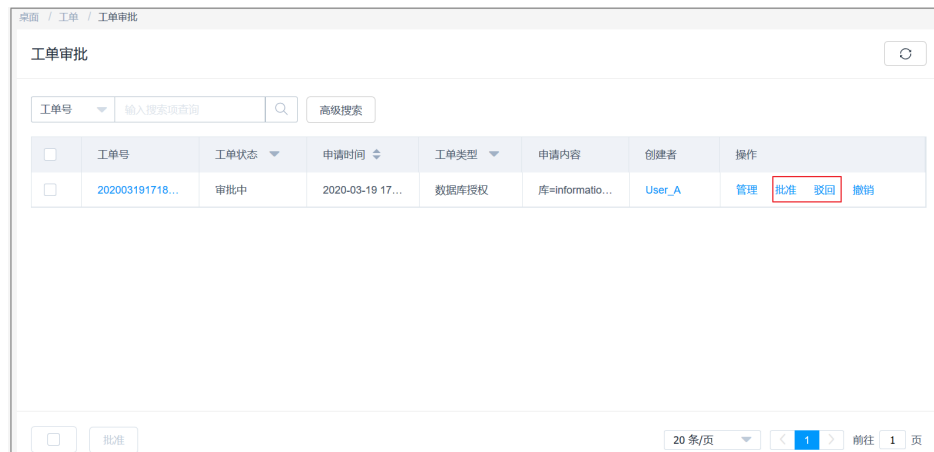 桌面 / 工单 / 工单审批
工单审批
工单号 输入搜索项查询 高级搜索
工单号 工单状态 申请时间 工单类型 申请内容 创建者 操作
202003191718... 审批中 2020-03-19 17... 数据库授权 库=informatio... User_A 管理 批准 驳回 撤销
批准 20 条/页 1 前往 1 页